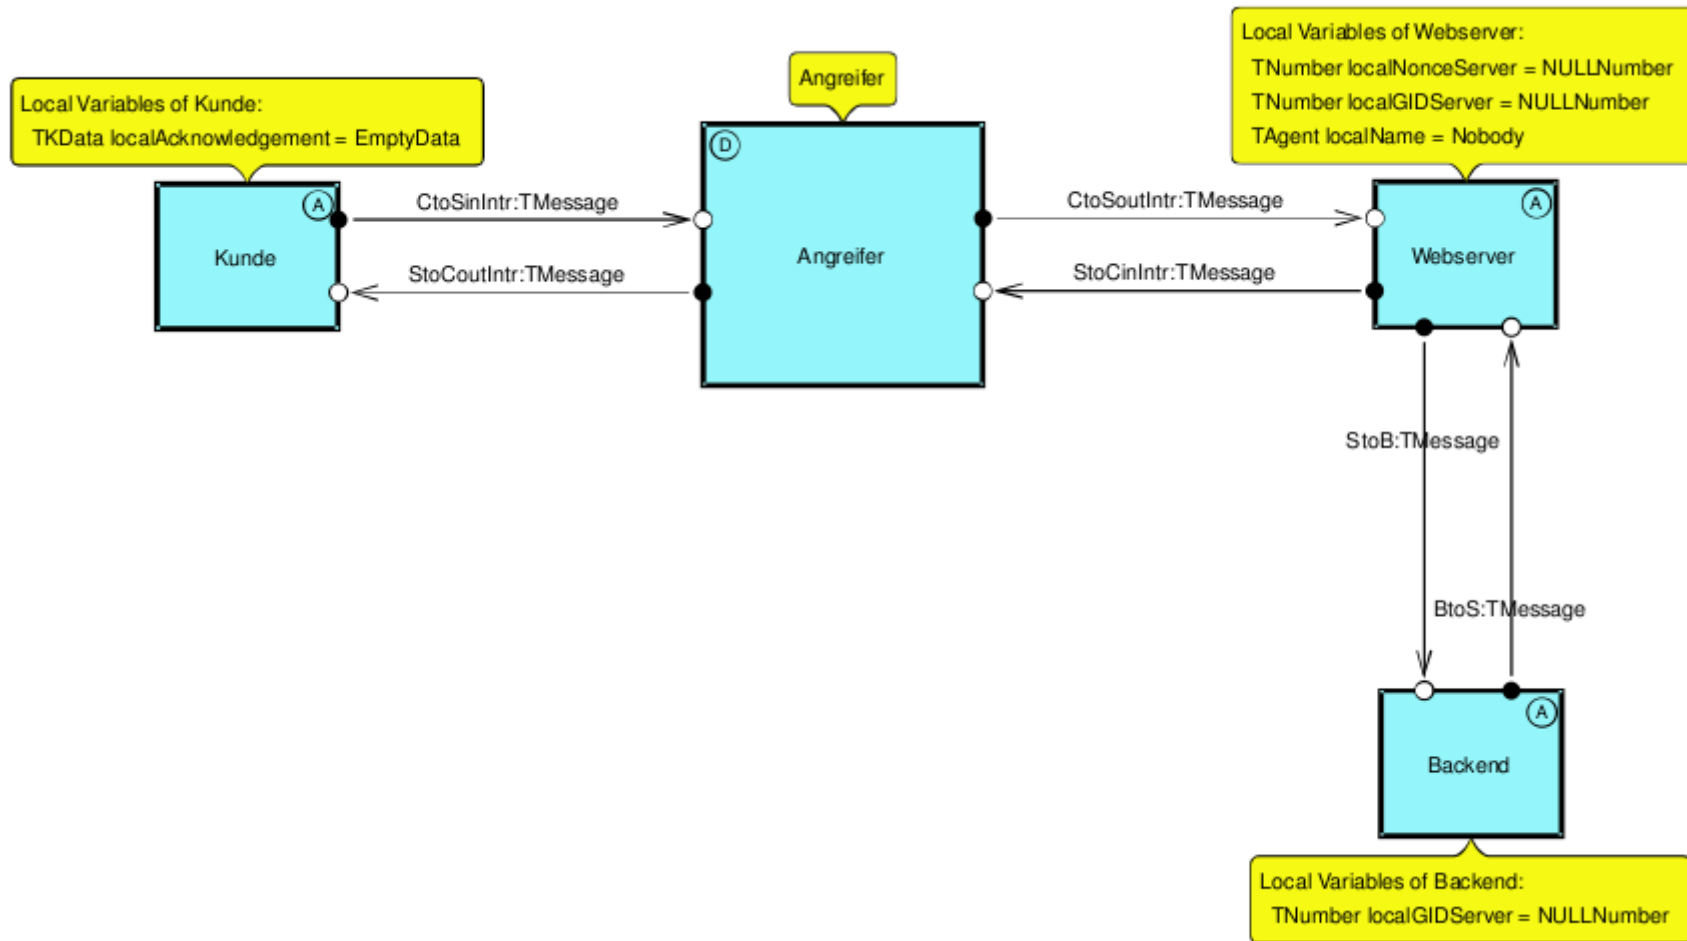 Local Variables of Webserver:
TNumber localNonceServer = NULLNumber
TNumber localGIDServer = NULLNumber
TAgent localName = Nobody
Angreifer
Local Variables of Kunde:
TKData localAcknowledgement = EmptyData
D
A
A
CtoSinIntr:TMessage
CtoSoutIntr:TMessage
Kunde
Angreifer
Webserver
StoCoutIntr:TMessage
StoCinIntr:TMessage
StoB:TMessage
BtoS:TMessage
A
Backend
Local Variables of Backend:
TNumber localGIDServer = NULLNumber